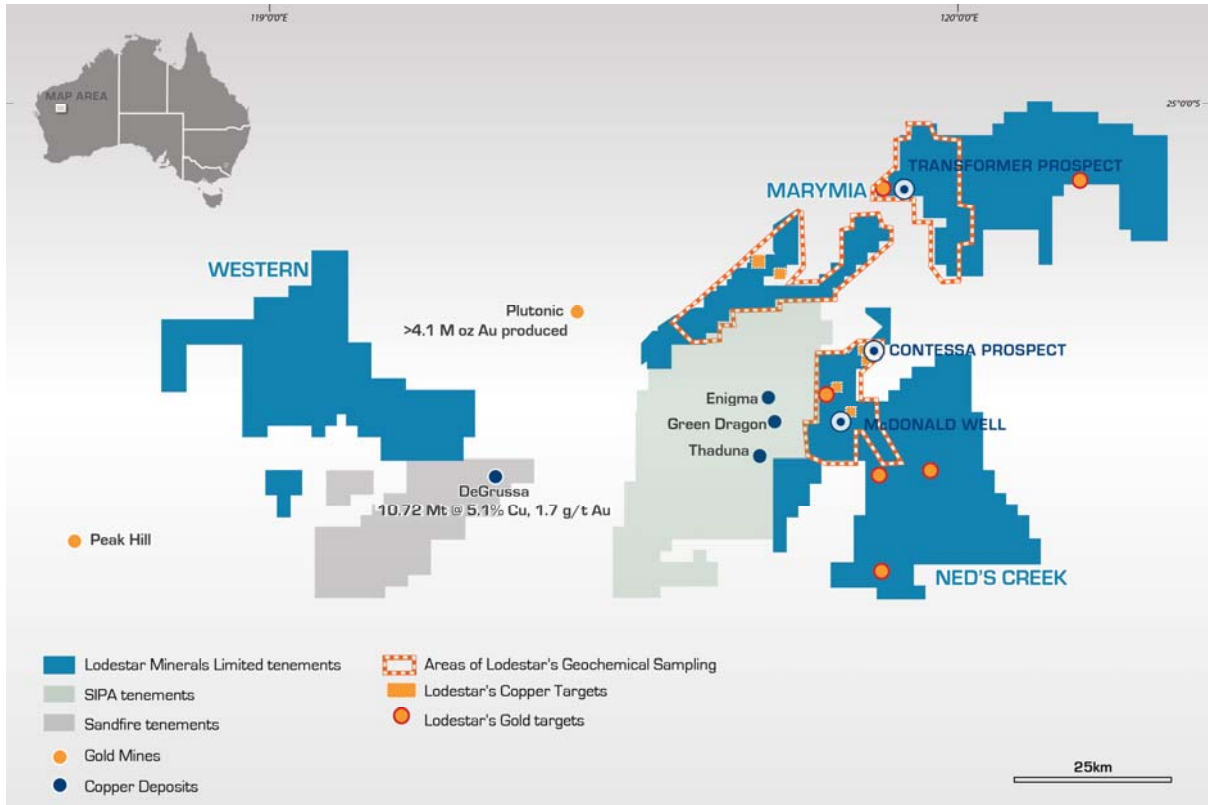 119°0'0"E
120°0'0"E
MAP AREA
25°0'0"S
TRANSFORMER PROSPECT
MARYMIA
WESTERN
Plutonic
>4.1 M oz Au produced
CONTESSA PROSPECT
Enigma
Green Dragon
McDONALD WELL
Thaduna
DeGrussa
10.72 Mt @ 5.1% Cu, 1.7 g/t Au
Peak Hill
NED'S CREEK
Lodestar Minerals Limited tenements
SIPA tenements
Sandfire tenements
Gold Mines
Copper Deposits
Areas of Lodestar's Geochemical Sampling
Lodestar's Copper Targets
Lodestar's Gold targets
25km